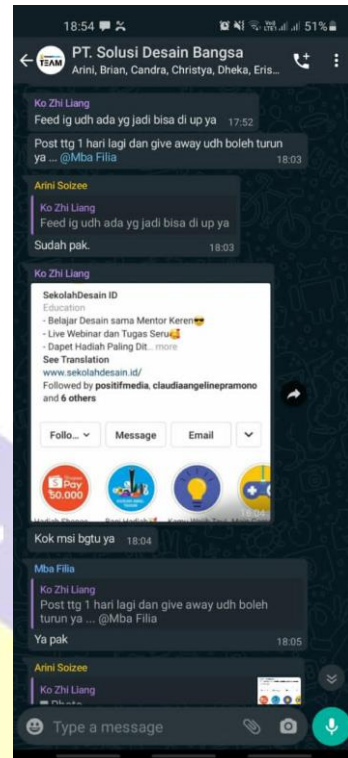 18:54
51%
TEAM
PT. Solusi Desain Bangsa
Arini, Brian, Candra, Christya, Dheka, Eris...
Ko Zhi Liang
Feed ig udh ada yg jadi bisa di up ya 17:52
Post ttg 1 hari lagi dan give away udh boleh turun
ya ... @Mba Filia 18:03
Arini Soizee
Ko Zhi Liang
Feed ig udh ada yg jadi bisa di up ya
Sudah pak. 18:03
Ko Zhi Liang
SekolahDesain ID
Education
- Belajar Desain sama Mentor Keren😎
- Live Webinar dan Tugas Seru🥰
- Dapet Hadiah Paling Dit... more
See Translation
www.sekolahdesain.id/
Followed by positifmedia, claudiaangelinepramono
and 6 others
Follo...
Message
Email
Pay
50.000
18:04
Kok msi bgtu ya 18:04
Mba Filia
Ko Zhi Liang
Post ttg 1 hari lagi dan give away udh boleh
turun ya ... @Mba Filia
Ya pak 18:05
Arini Soizee
Ko Zhi Liang
Photo
Type a message